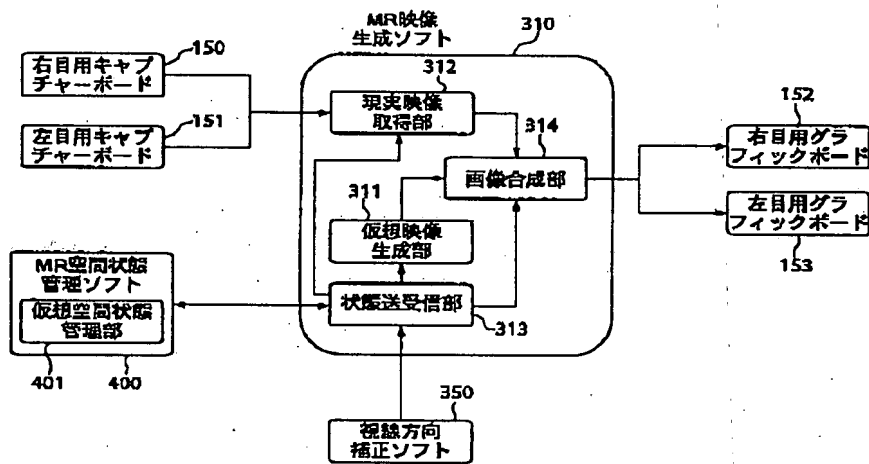 MR映像
生成ソフト
310
150
右目用キャプ
チャーボード
312
現実映像
取得部
152
右目用グラ
フィックボード
151
左目用キャプ
チャーボード
314
画像合成部
311
仮想映像
生成部
左目用グラ
フィックボード
153
MR空間状態
管理ソフト
仮想空間状態
管理部
401
400
状態送受信部
313
350
視線方向
補正ソフト